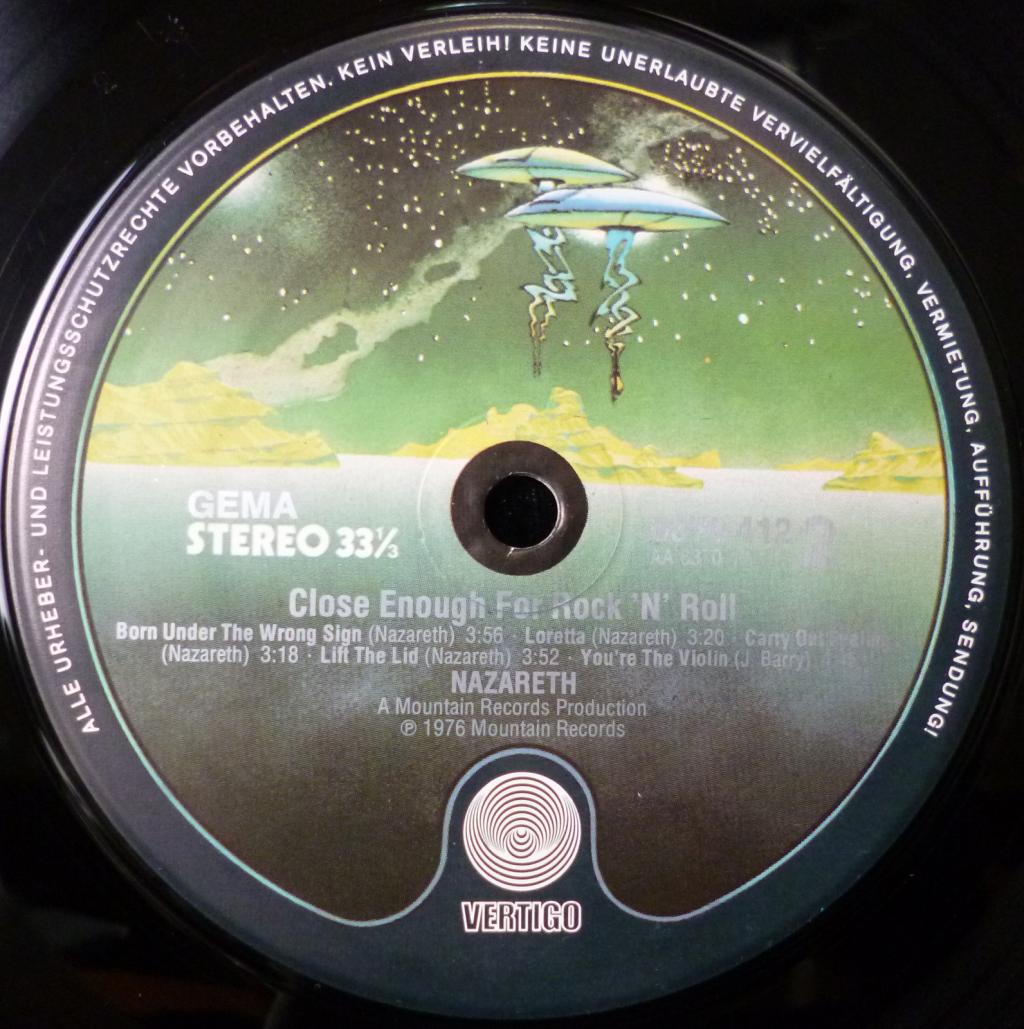 ALLE URHEBER- UND LEISTUNGSSCHUTZRECHTE VORBEHALTEN. KEIN VERLEIH! KEINE UNERLAUBTE VERVIELFÄLTIGUNG, VERMIETUNG, AUFFÜHRUNG, SENDUNG!
GEMA
STEREO 33⅓
2
Close Enough For Rock 'N' Roll
Born Under The Wrong Sign (Nazareth) 3:56 · Loretta (Nazareth) 3:20 · Carry Out
(Nazareth) 3:18 · Lift The Lid (Nazareth) 3:52 · You're The Violin (J. Barry)
NAZARETH
A Mountain Records Production
℗ 1976 Mountain Records
VERTIGO